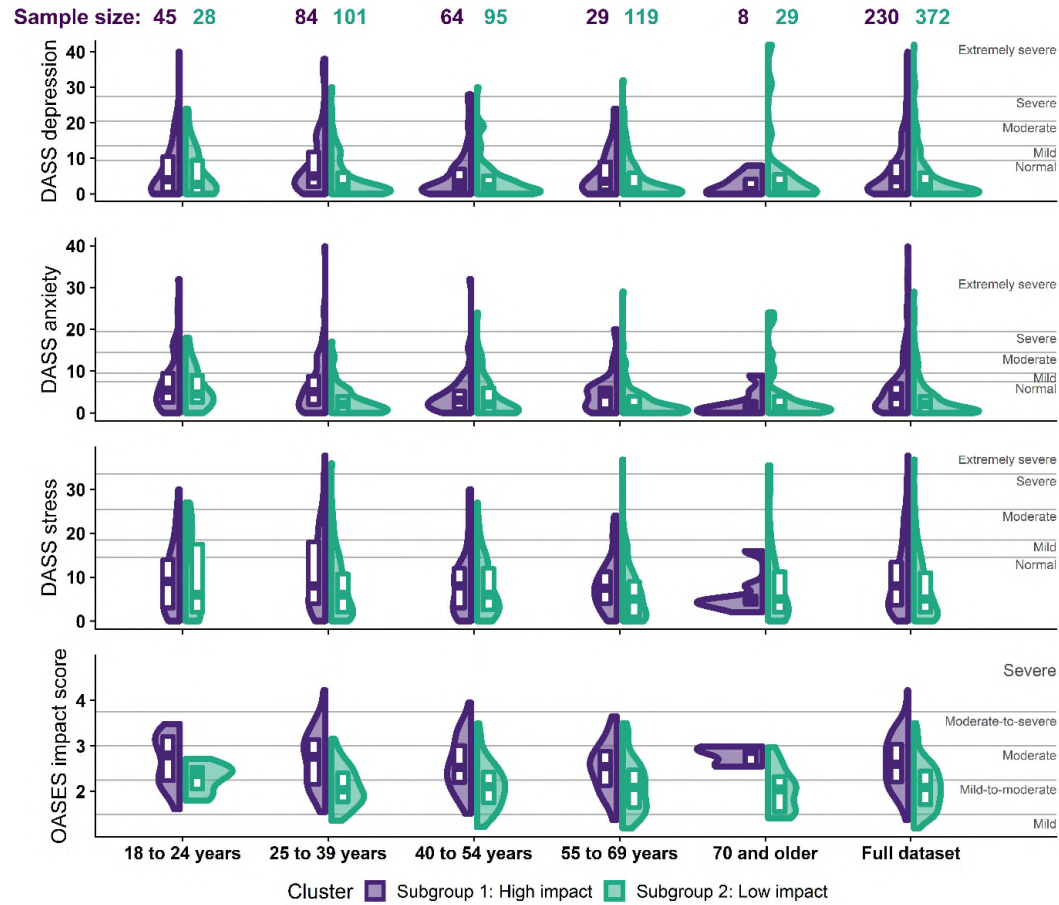 Sample size: 45 28 84 101 64 95 29 119 8 29 230 372
DASS depression
40
30
20
10
0
Extremely severe
Severe
Moderate
Mild
Normal
DASS anxiety
40
30
20
10
0
Extremely severe
Severe
Moderate
Mild
Normal
DASS stress
30
20
10
0
Extremely severe
Severe
Moderate
Mild
Normal
OASES impact score
4
3
2
Severe
Moderate-to-severe
Moderate
Mild-to-moderate
Mild
18 to 24 years 25 to 39 years 40 to 54 years 55 to 69 years 70 and older Full dataset
Cluster Subgroup 1: High impact Subgroup 2: Low impact